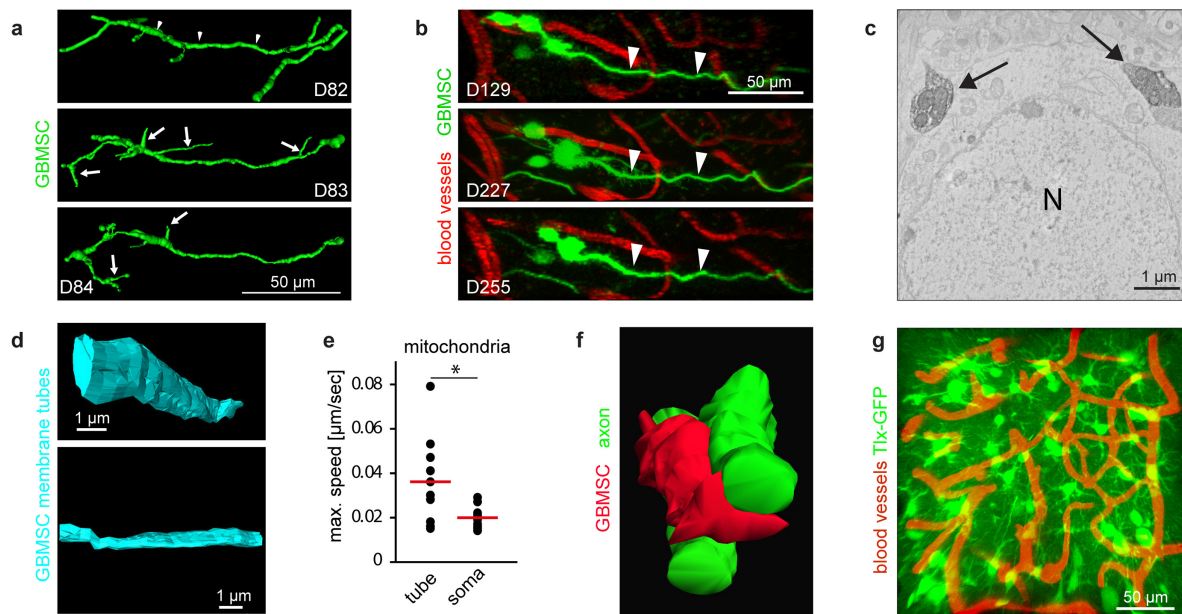 a
GBMSC
D82
D83
D84
50 µm
b
blood vessels GBMSC
D129
50 µm
D227
D255
c
N
1 µm
d
GBMSC membrane tubes
1 µm
1 µm
e
mitochondria
*
max. speed [µm/sec]
0.08
0.06
0.04
0.02
0
tube
soma
f
GBMSC axon
g
blood vessels Tlx-GFP
50 µm